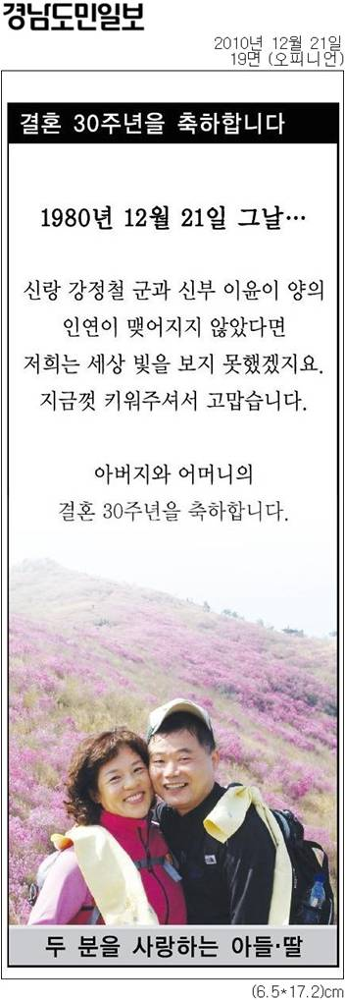 경남도민일보
2010년 12월 21일
19면 (오피니언)
결혼 30주년을 축하합니다
1980년 12월 21일 그날…
신랑 강정철 군과 신부 이윤이 양의
인연이 맺어지지 않았다면
저희는 세상 빛을 보지 못했겠지요.
지금껏 키워주셔서 고맙습니다.
아버지와 어머니의
결혼 30주년을 축하합니다.
두 분을 사랑하는 아들·딸
(6.5*17.2)cm